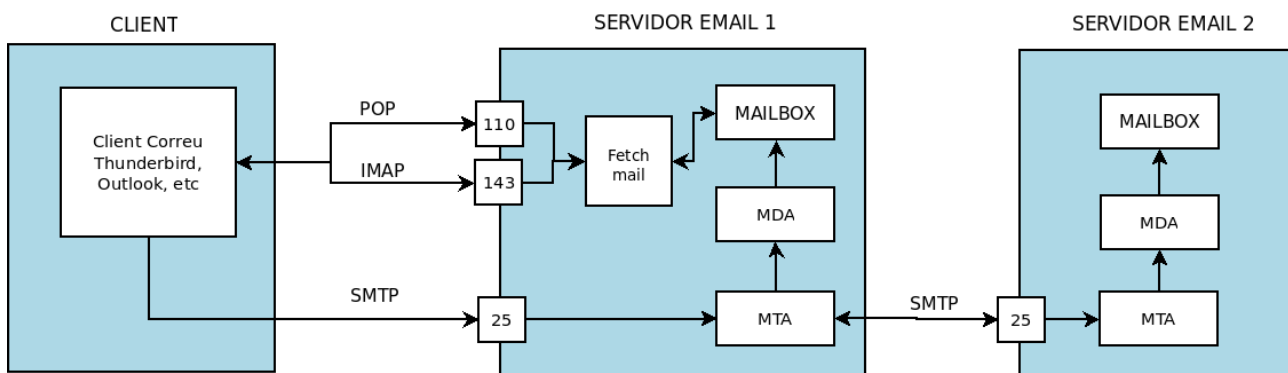 CLIENT
SERVIDOR EMAIL 1
SERVIDOR EMAIL 2
Client Correu
Thunderbird,
Outlook, etc
POP
110
IMAP
143
Fetch
mail
MAILBOX
MDA
SMTP
25
MTA
SMTP
25
MAILBOX
MDA
MTA